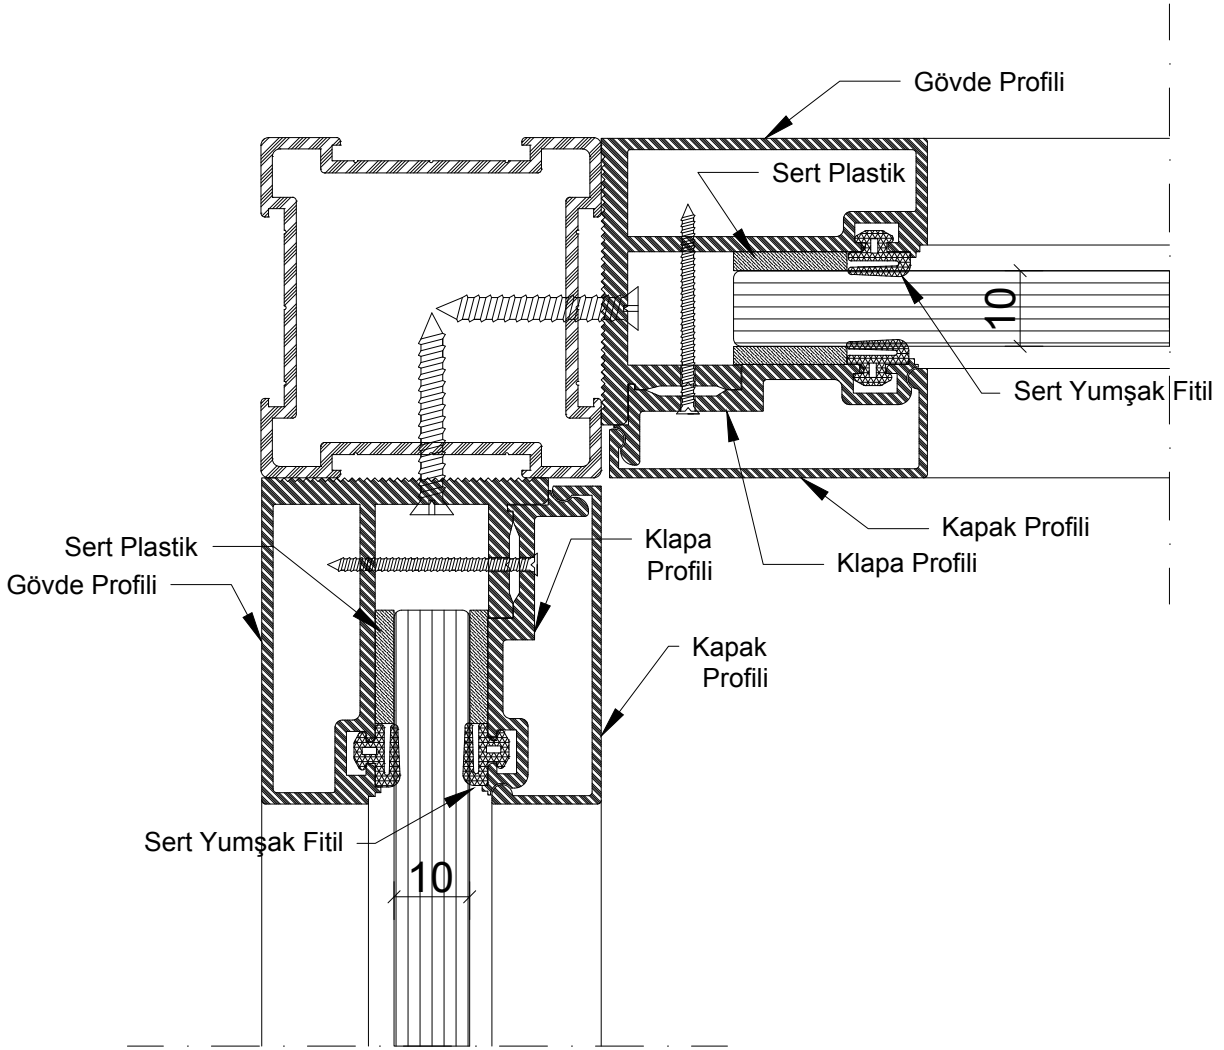 Gövde Profili
Sert Plastik
10
Sert Yumşak Fitil
Kapak Profili
Klapa Profili
Klapa
Profili
Sert Plastik
Gövde Profili
Kapak
Profili
Sert Yumşak Fitil
10